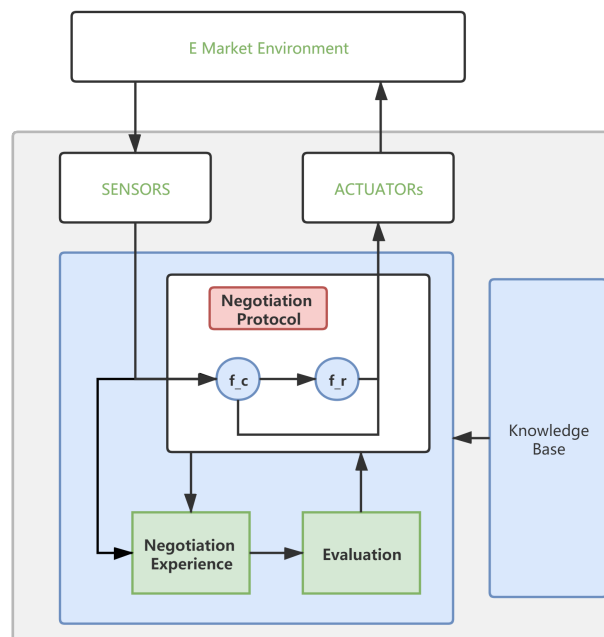 E Market Environment
SENSORS
ACTUATORs
Negotiation
Protocol
f_c
f_r
Knowledge
Base
Negotiation
Experience
Evaluation